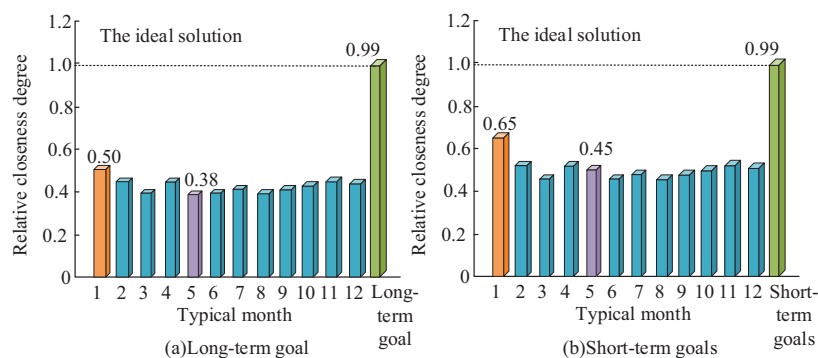 1.2
The ideal solution
0.99
1.0
0.8
0.6
0.50
0.38
0.4
0.2
0
1 2 3 4 5 6 7 8 9 10 11 12 Long-
term
goal
Typical month
Relative closeness degree
(a)Long-term goal
1.2
The ideal solution
0.99
1.0
0.8
0.65
0.6
0.45
0.4
0.2
0
1 2 3 4 5 6 7 8 9 10 11 12 Short-
term
goals
Typical month
Relative closeness degree
(b)Short-term goals